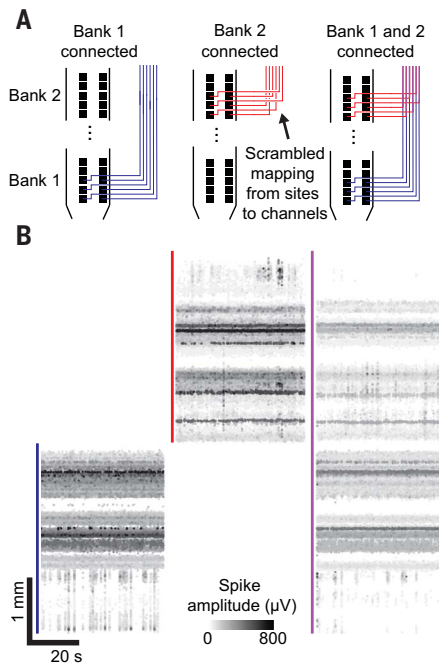 A
Bank 1
connected
Bank 2
connected
Bank 1 and 2
connected
Bank 2
Bank 1
Scrambled
mapping
from sites
to channels
B
1 mm
20 s
Spike
amplitude (μV)
0 800